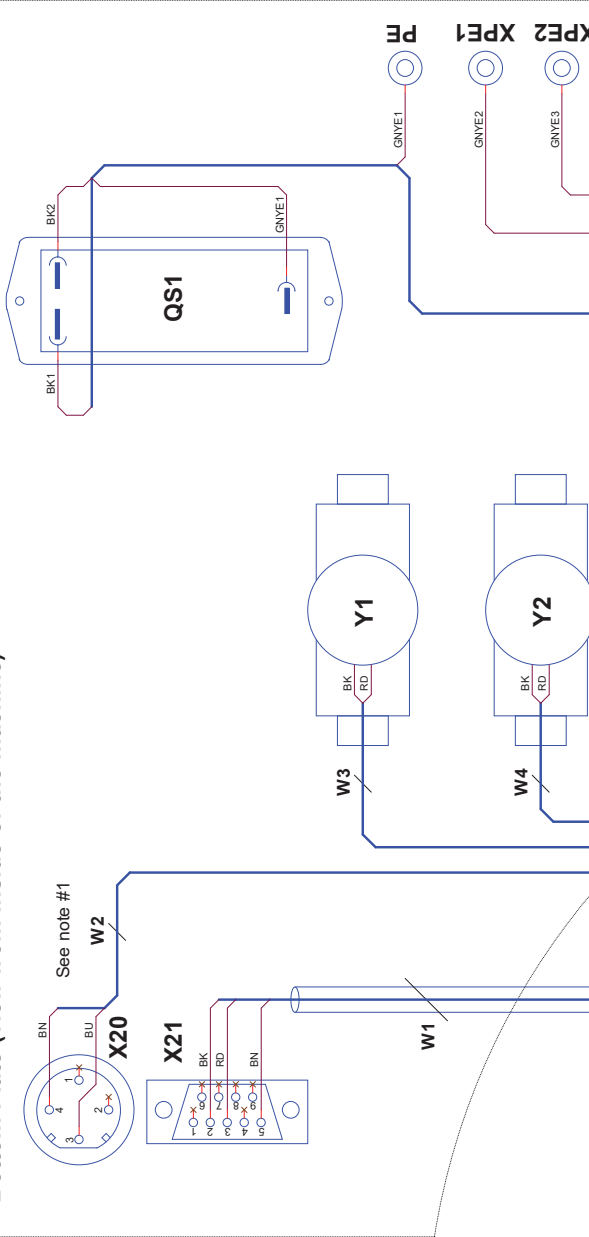 PE
XPE1
XPE2
GNYE1
GNYE2
GNYE3
BK2
BK1
GNYE1
QS1
Y1
BK
RD
W3
Y2
BK
RD
W4
See note #1
W2
BN
BU
X20
1
2
3
4
X21
BK
RD
BN
1
2
3
4
5
6
7
8
9
W1